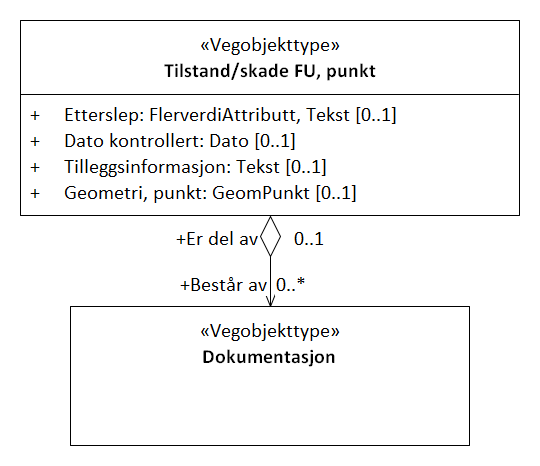 «Vegobjekttype»
Tilstand/skade FU, punkt
+ Etterslep: FlerverdiAttributt, Tekst [0..1]
+ Dato kontrollert: Dato [0..1]
+ Tilleggsinformasjon: Tekst [0..1]
+ Geometri, punkt: GeomPunkt [0..1]
+Er del av 0..1
+Består av 0..*
«Vegobjekttype»
Dokumentasjon